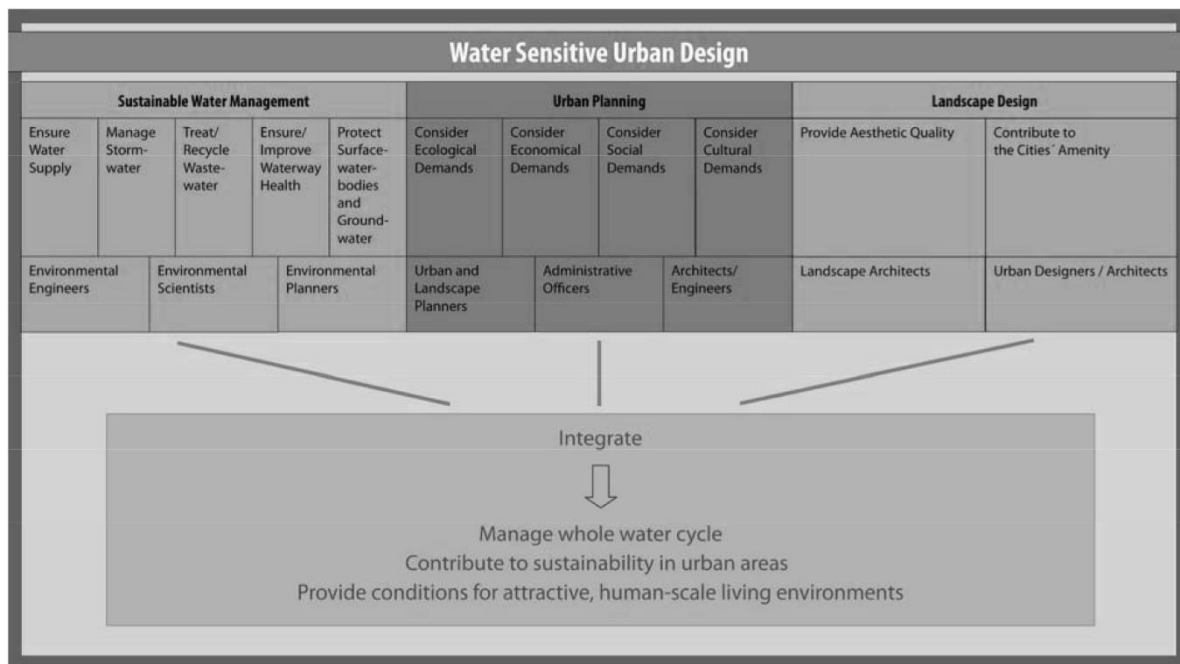 Water Sensitive Urban Design
Sustainable Water Management
Urban Planning
Landscape Design
Ensure
Water
Supply
Manage
Storm-
water
Treat/
Recycle
Waste-
water
Ensure/
Improve
Waterway
Health
Protect
Surface-
water-
bodies
and
Ground-
water
Consider
Ecological
Demands
Consider
Economical
Demands
Consider
Social
Demands
Consider
Cultural
Demands
Provide Aesthetic Quality
Contribute to
the Cities´ Amenity
Environmental
Engineers
Environmental
Scientists
Environmental
Planners
Urban and
Landscape
Planners
Administrative
Officers
Architects/
Engineers
Landscape Architects
Urban Designers / Architects
Integrate
Manage whole water cycle
Contribute to sustainability in urban areas
Provide conditions for attractive, human-scale living environments